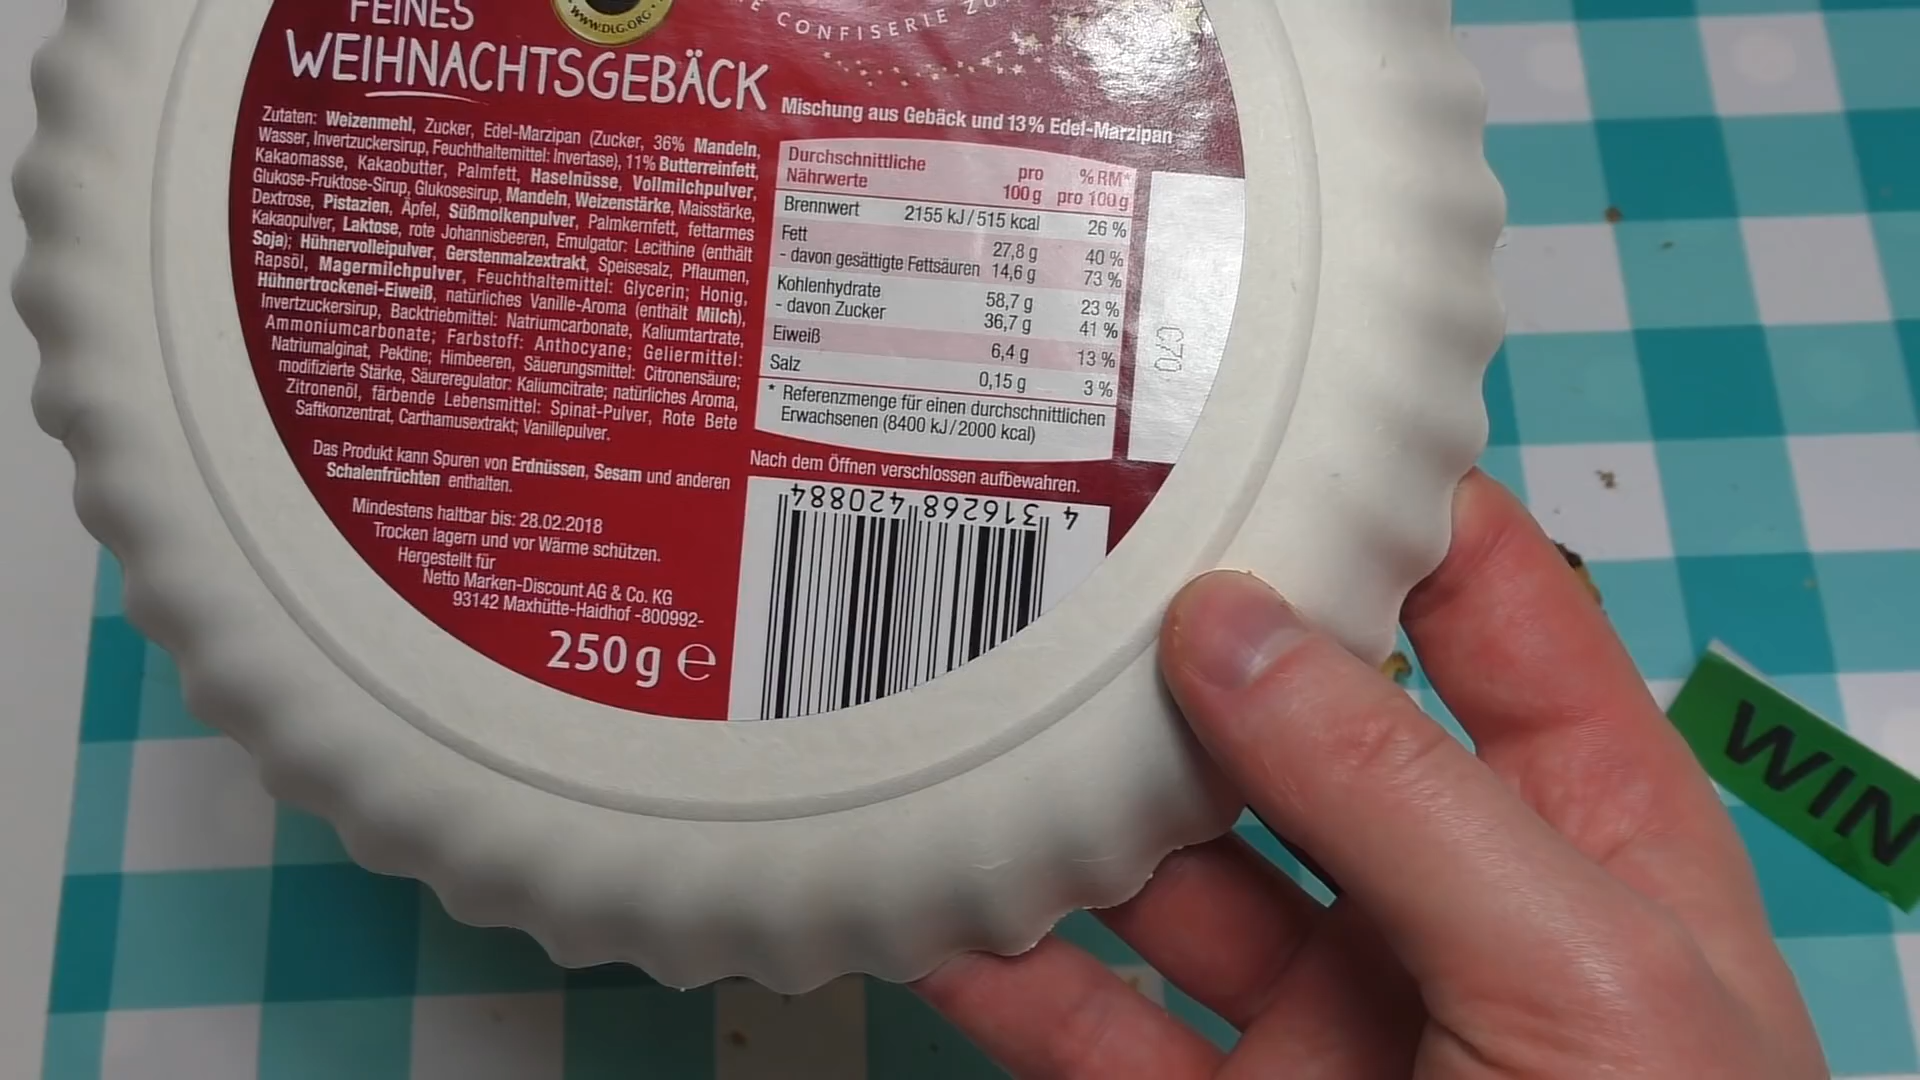 FEINES
WEIHNACHTSGEBÄCK
WWW.DLG.ORG
CONFISERIE
Mischung aus Gebäck und 13% Edel-Marzipan
Zutaten: Weizenmehl, Zucker, Edel-Marzipan (Zucker, 36% Mandeln,
Wasser, Invertzuckersirup, Feuchthaltemittel: Invertase), 11% Butterreinfett,
Kakaomasse, Kakaobutter, Palmfett, Haselnüsse, Vollmilchpulver,
Glukose-Fruktose-Sirup, Glukosesirup, Mandeln, Weizenstärke, Maisstärke,
Dextrose, Pistazien, Äpfel, Süßmolkenpulver, Palmkernfett, fettarmes
Kakaopulver, Laktose, rote Johannisbeeren, Emulgator: Lecithine (enthält
Soja); Hühnervolleipulver, Gerstenmalzextrakt, Speisesalz, Pflaumen,
Rapsöl, Magermilchpulver, Feuchthaltemittel: Glycerin; Honig,
Hühnertrockenei-Eiweiß, natürliches Vanille-Aroma (enthält Milch),
Invertzuckersirup, Backtriebmittel: Natriumcarbonate, Kaliumtartrate,
Ammoniumcarbonate; Farbstoff: Anthocyane; Geliermittel:
Natriumalginat, Pektine; Himbeeren, Säuerungsmittel: Citronensäure;
modifizierte Stärke, Säureregulator: Kaliumcitrate; natürliches Aroma,
Zitronenöl, färbende Lebensmittel: Spinat-Pulver, Rote Bete
Saftkonzentrat, Carthamusextrakt; Vanillepulver.
Das Produkt kann Spuren von Erdnüssen, Sesam und anderen
Schalenfrüchten enthalten.
Mindestens haltbar bis: 28.02.2018
Trocken lagern und vor Wärme schützen.
Hergestellt für
Netto Marken-Discount AG & Co. KG
93142 Maxhütte-Haidhof -800992-
250 g e
Durchschnittliche pro % RM*
Nährwerte 100 g pro 100 g
Brennwert 2155 kJ/515 kcal 26 %
Fett 27,8 g 40 %
- davon gesättigte Fettsäuren 14,6 g 73 %
Kohlenhydrate 58,7 g 23 %
- davon Zucker 36,7 g 41 %
Eiweiß 6,4 g 13 %
Salz 0,15 g 3 %
* Referenzmenge für einen durchschnittlichen
Erwachsenen (8400 kJ/2000 kcal)
Nach dem Öffnen verschlossen aufbewahren.
4 316268 420884
023
WIN